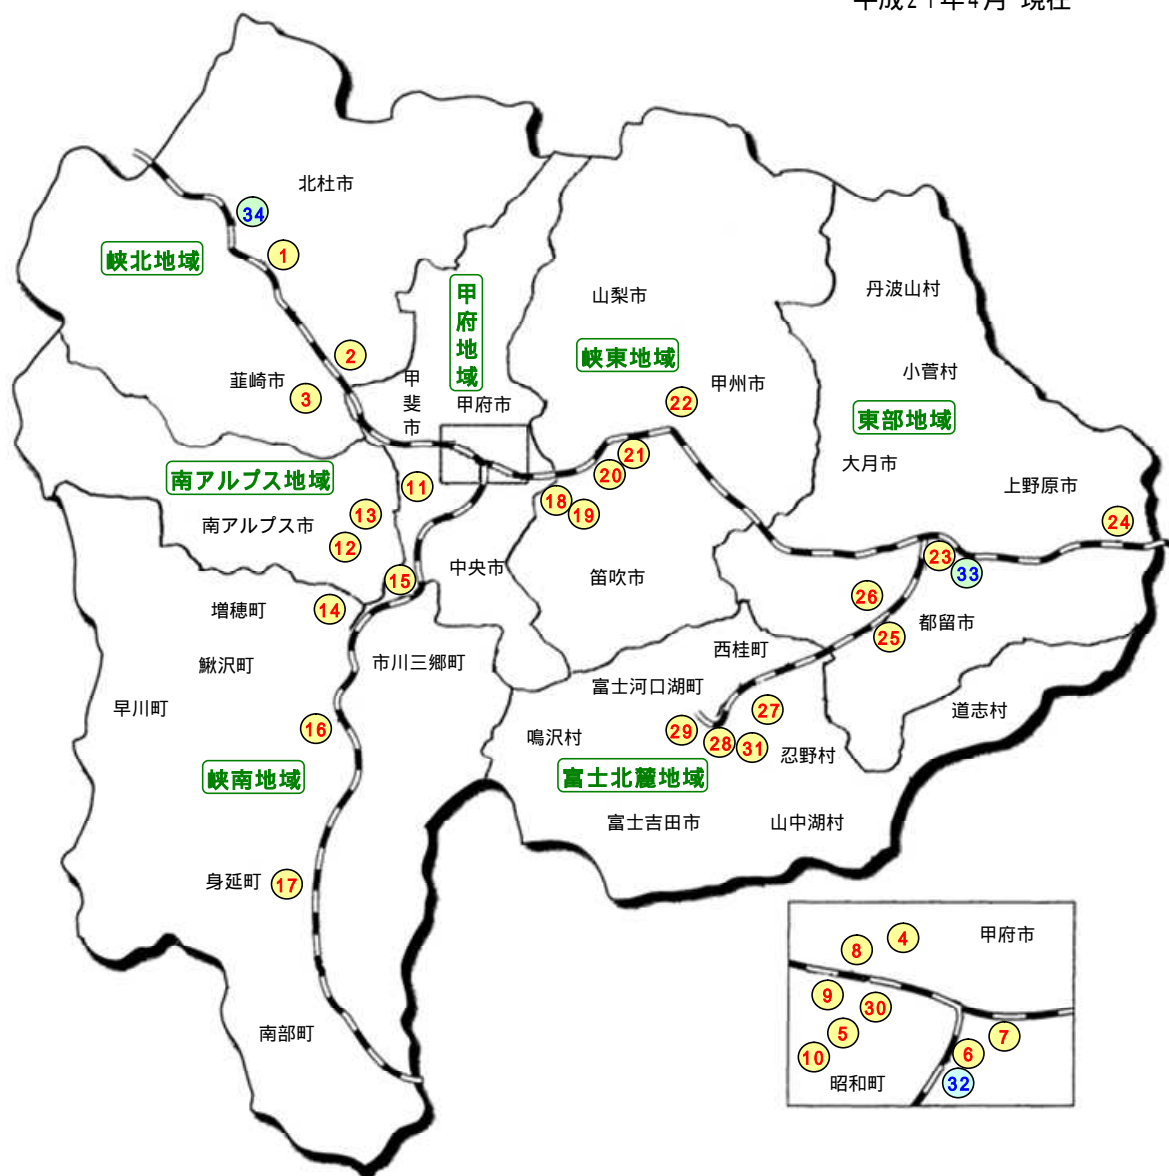 北杜市
34
1
峡北地域
甲府地域
山梨市
丹波山村
2
峡東地域
小菅村
韮崎市
3
甲斐市
甲府市
22
甲州市
東部地域
大月市
南アルプス地域
11
20
21
上野原市
南アルプス市
13
18
19
24
12
中央市
笛吹市
23
33
15
26
増穂町
14
25
都留市
鰍沢町
市川三郷町
西桂町
富士河口湖町
早川町
16
鳴沢村
29
28
31
27
忍野村
道志村
峡南地域
富士北麓地域
富士吉田市
山中湖村
身延町
17
南部町
8
4
甲府市
9
30
5
10
7
6
昭和町
32